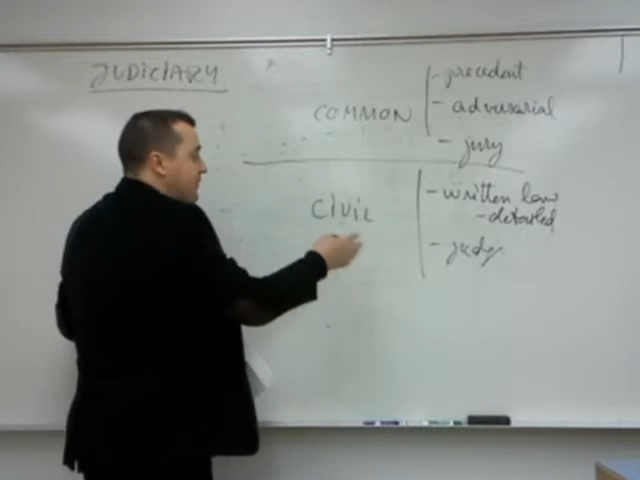 JUDICIARY
COMMON
- precedent
- adversarial
- jury
CIVIL
- written law
- detailed
- judge